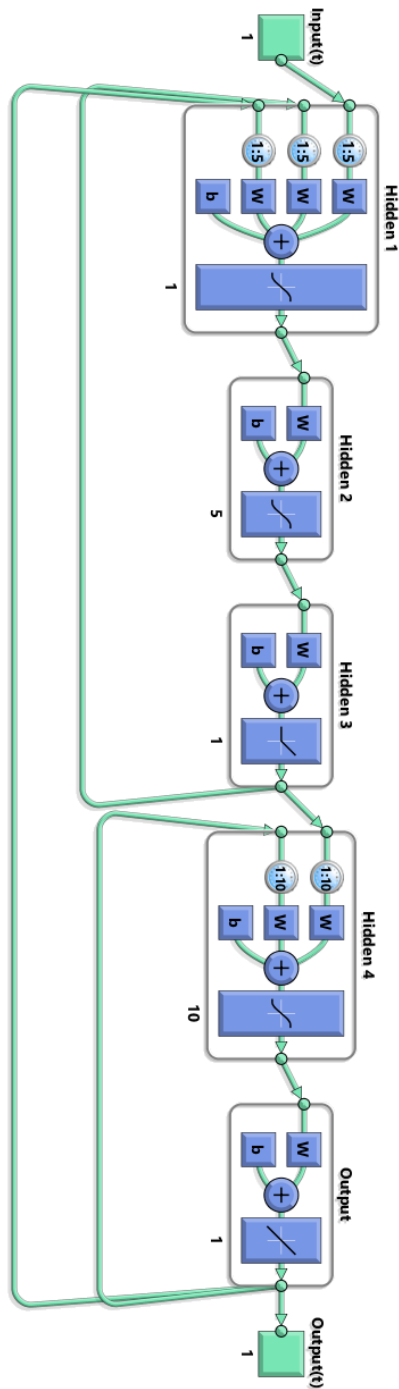 Input(t)
1
Hidden 1
1:5
W
1:5
W
1:5
W
b
+
1
Hidden 2
W
b
+
5
Hidden 3
W
b
+
1
Hidden 4
1:10
W
1:10
W
b
+
10
Output
W
b
+
1
Output(t)
1